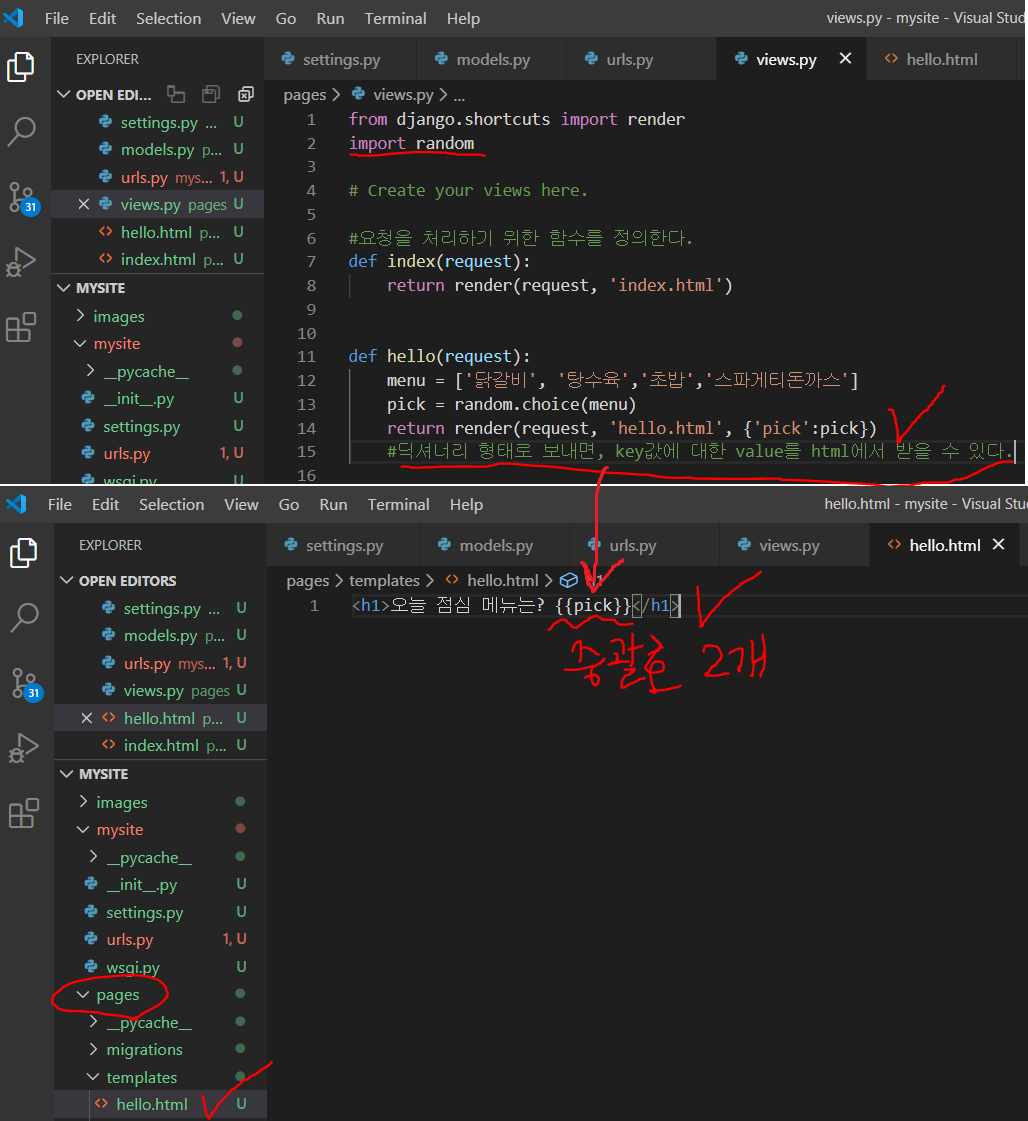 File Edit Selection View Go Run Terminal Help views.py - mysite - Visual Stud
EXPLORER
settings.py models.py urls.py views.py hello.html
OPEN EDI...
settings.py ... U
models.py p... U
urls.py mys... 1, U
views.py pages U
hello.html p... U
index.html p... U
MYSITE
images
mysite
__pycache__
__init__.py U
settings.py U
urls.py 1, U
wsgi.py U
pages > views.py > ...
1 from django.shortcuts import render
2 import random
3
4 # Create your views here.
5
6 #요청을 처리하기 위한 함수를 정의한다.
7 def index(request):
8 return render(request, 'index.html')
9
10
11 def hello(request):
12 menu = ['닭갈비', '탕수육','초밥','스파게티돈까스']
13 pick = random.choice(menu)
14 return render(request, 'hello.html', {'pick':pick})
15 #딕셔너리 형태로 보내면, key값에 대한 value를 html에서 받을 수 있다.
16
File Edit Selection View Go Run Terminal Help hello.html - mysite - Visual Stu
EXPLORER
settings.py models.py urls.py views.py hello.html
OPEN EDITORS
settings.py ... U
models.py p... U
urls.py mys... 1, U
views.py pages U
hello.html p... U
index.html p... U
MYSITE
images
mysite
__pycache__
__init__.py U
settings.py U
urls.py 1, U
wsgi.py U
pages
__pycache__
migrations
templates
hello.html U
pages > templates > hello.html > h1
1 <h1>오늘 점심 메뉴는? {{pick}}</h1>
중괄호 2개
31
31